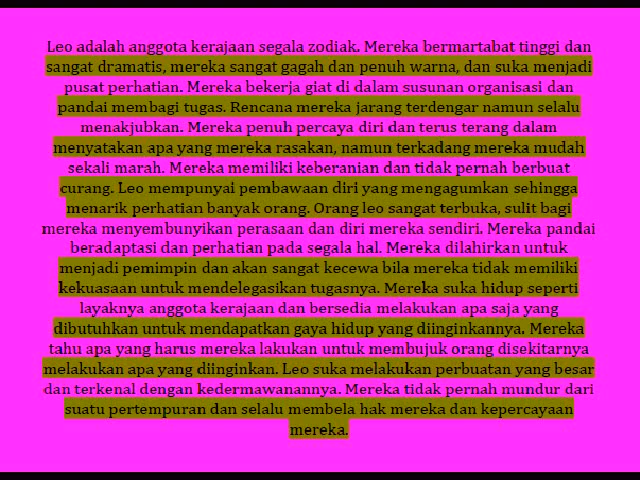 Leo adalah anggota kerajaan segala zodiak. Mereka bermartabat tinggi dan
sangat dramatis, mereka sangat gagah dan penuh warna, dan suka menjadi
pusat perhatian. Mereka bekerja giat di dalam susunan organisasi dan
pandai membagi tugas. Rencana mereka jarang terdengar namun selalu
menakjubkan. Mereka penuh percaya diri dan terus terang dalam
menyatakan apa yang mereka rasakan, namun terkadang mereka mudah
sekali marah. Mereka memiliki keberanian dan tidak pernah berbuat
curang. Leo mempunyai pembawaan diri yang mengagumkan sehingga
menarik perhatian banyak orang. Orang leo sangat terbuka, sulit bagi
mereka menyembunyikan perasaan dan diri mereka sendiri. Mereka pandai
beradaptasi dan perhatian pada segala hal. Mereka dilahirkan untuk
menjadi pemimpin dan akan sangat kecewa bila mereka tidak memiliki
kekuasaan untuk mendelegasikan tugasnya. Mereka suka hidup seperti
layaknya anggota kerajaan dan bersedia melakukan apa saja yang
dibutuhkan untuk mendapatkan gaya hidup yang diinginkannya. Mereka
tahu apa yang harus mereka lakukan untuk membujuk orang disekitarnya
melakukan apa yang diinginkan. Leo suka melakukan perbuatan yang besar
dan terkenal dengan kedermawanannya. Mereka tidak pernah mundur dari
suatu pertempuran dan selalu membela hak mereka dan kepercayaan
mereka.